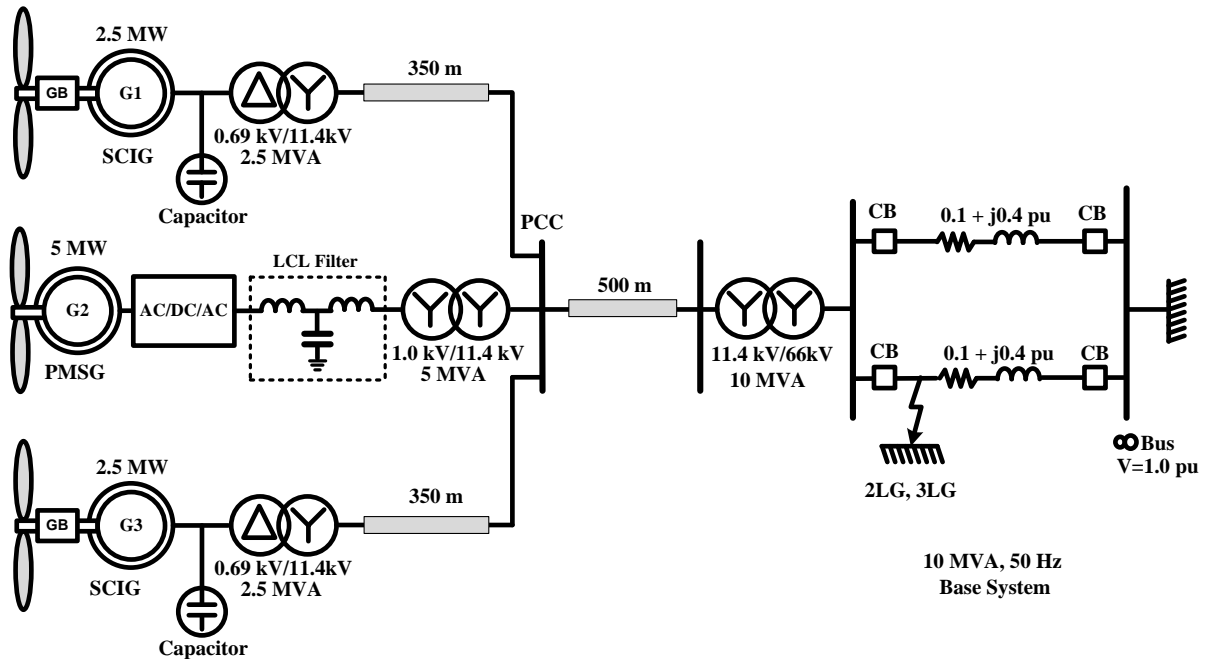 2.5 MW
GB
G1
SCIG
Capacitor
0.69 kV/11.4kV
2.5 MVA
350 m
5 MW
G2
PMSG
AC/DC/AC
LCL Filter
1.0 kV/11.4 kV
5 MVA
PCC
500 m
11.4 kV/66kV
10 MVA
CB
0.1 + j0.4 pu
CB
CB
0.1 + j0.4 pu
CB
2LG, 3LG
Bus
V=1.0 pu
2.5 MW
GB
G3
SCIG
Capacitor
0.69 kV/11.4kV
2.5 MVA
350 m
10 MVA, 50 Hz
Base System